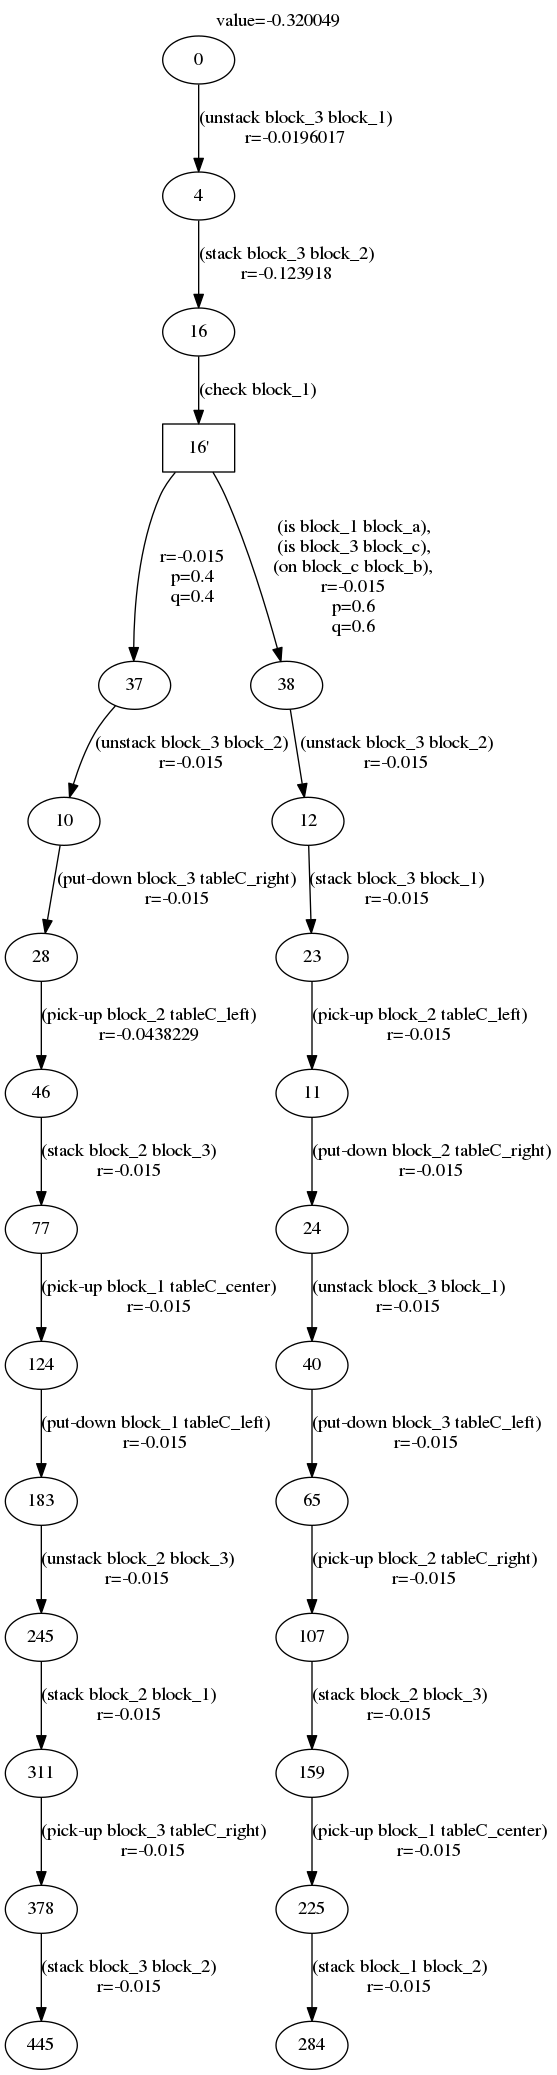 value=-0.320049
0
(unstack block_3 block_1)
r=-0.0196017
4
(stack block_3 block_2)
r=-0.123918
16
(check block_1)
16'
r=-0.015
p=0.4
q=0.4
(is block_1 block_a),
(is block_3 block_c),
(on block_c block_b),
r=-0.015
p=0.6
q=0.6
37
38
(unstack block_3 block_2)
r=-0.015
(unstack block_3 block_2)
r=-0.015
10
12
(put-down block_3 tableC_right)
r=-0.015
(stack block_3 block_1)
r=-0.015
28
23
(pick-up block_2 tableC_left)
r=-0.0438229
(pick-up block_2 tableC_left)
r=-0.015
46
11
(stack block_2 block_3)
r=-0.015
(put-down block_2 tableC_right)
r=-0.015
77
24
(pick-up block_1 tableC_center)
r=-0.015
(unstack block_3 block_1)
r=-0.015
124
40
(put-down block_1 tableC_left)
r=-0.015
(put-down block_3 tableC_left)
r=-0.015
183
65
(unstack block_2 block_3)
r=-0.015
(pick-up block_2 tableC_right)
r=-0.015
245
107
(stack block_2 block_1)
r=-0.015
(stack block_2 block_3)
r=-0.015
311
159
(pick-up block_3 tableC_right)
r=-0.015
(pick-up block_1 tableC_center)
r=-0.015
378
225
(stack block_3 block_2)
r=-0.015
(stack block_1 block_2)
r=-0.015
445
284